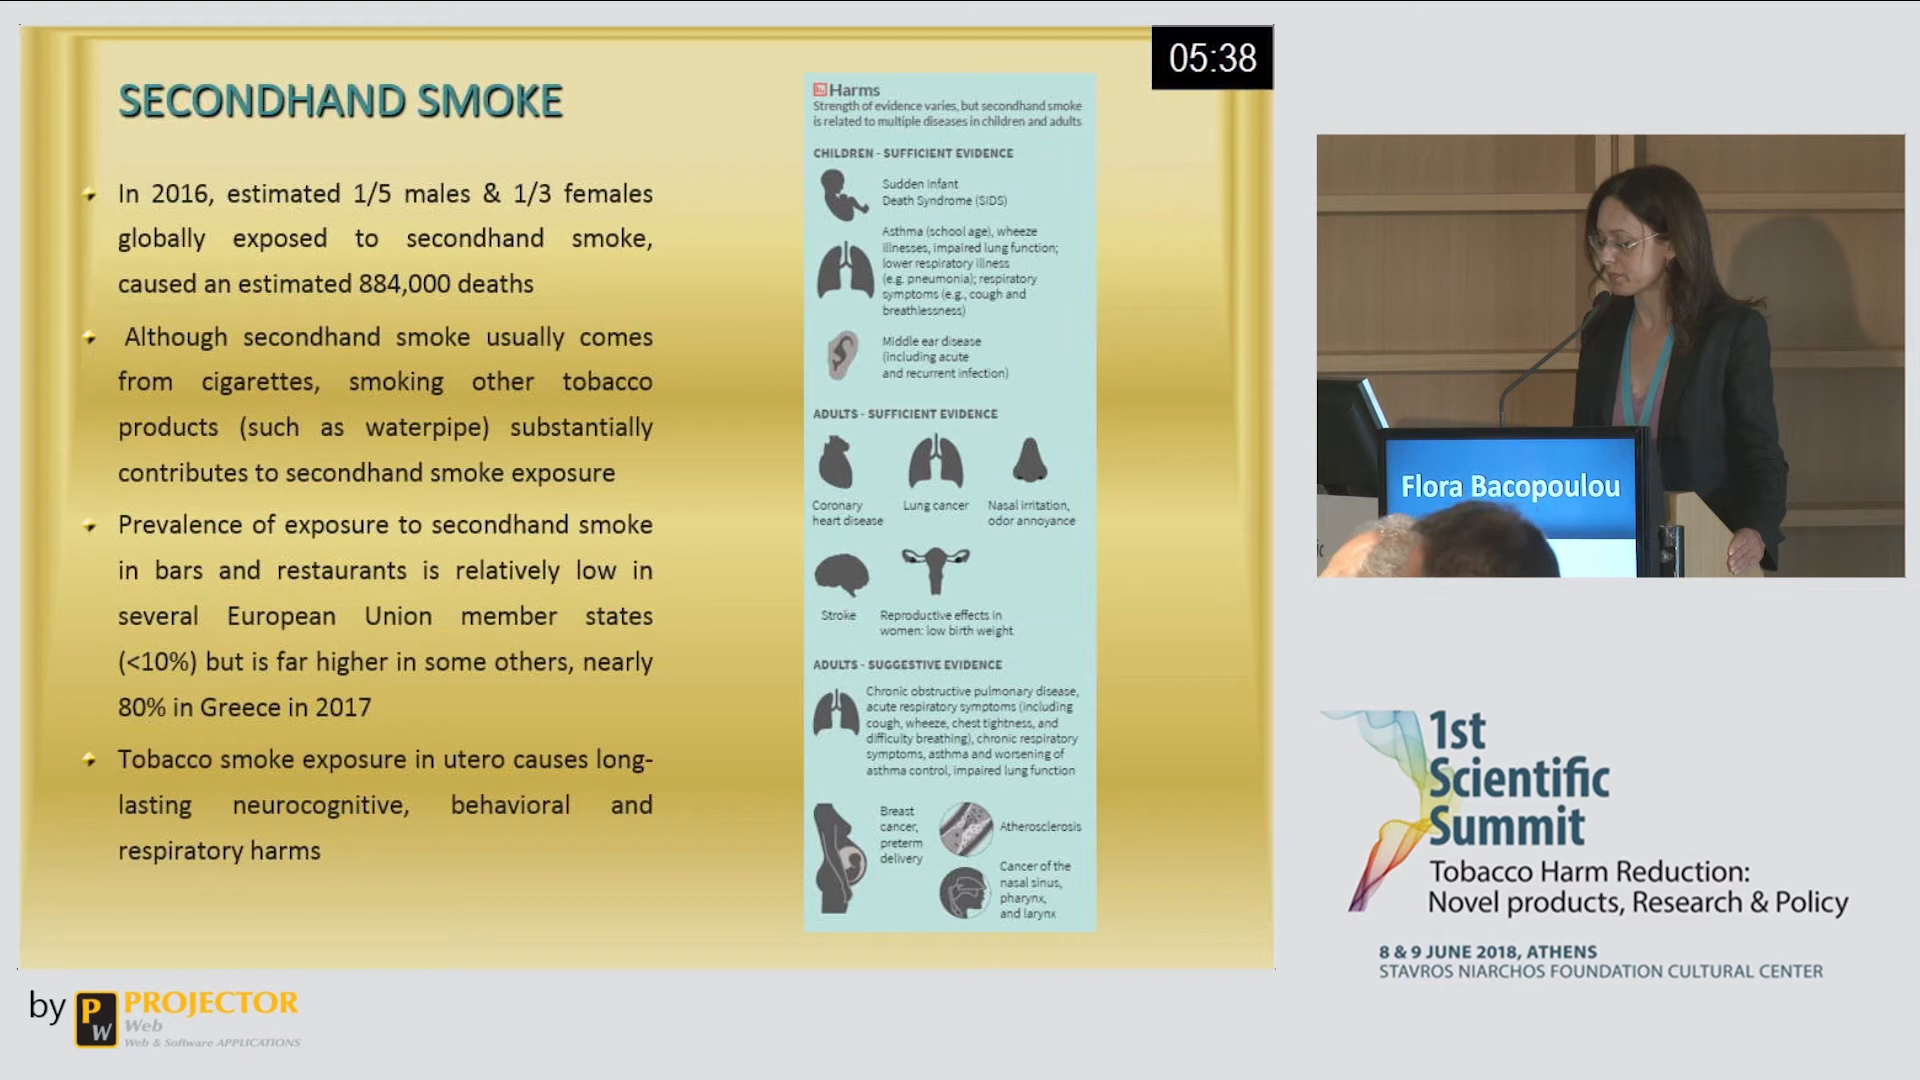 05:38
SECONDHAND SMOKE
In 2016, estimated 1/5 males & 1/3 females
globally exposed to secondhand smoke,
caused an estimated 884,000 deaths
Although secondhand smoke usually comes
from cigarettes, smoking other tobacco
products (such as waterpipe) substantially
contributes to secondhand smoke exposure
Prevalence of exposure to secondhand smoke
in bars and restaurants is relatively low in
several European Union member states
(<10%) but is far higher in some others, nearly
80% in Greece in 2017
Tobacco smoke exposure in utero causes long-
lasting neurocognitive, behavioral and
respiratory harms
Harms
Strength of evidence varies, but secondhand smoke
is related to multiple diseases in children and adults
CHILDREN - SUFFICIENT EVIDENCE
Sudden Infant
Death Syndrome (SIDS)
Asthma (school age), wheeze
illnesses, impaired lung function;
lower respiratory illness
(e.g. pneumonia); respiratory
symptoms (e.g., cough and
breathlessness)
Middle ear disease
(including acute
and recurrent infection)
ADULTS - SUFFICIENT EVIDENCE
Coronary
heart disease
Lung cancer
Nasal irritation,
odor annoyance
Stroke
Reproductive effects in
women: low birth weight
ADULTS - SUGGESTIVE EVIDENCE
Chronic obstructive pulmonary disease,
acute respiratory symptoms (including
cough, wheeze, chest tightness, and
difficulty breathing), chronic respiratory
symptoms, asthma and worsening of
asthma control, impaired lung function
Breast
cancer,
preterm
delivery
Atherosclerosis
Cancer of the
nasal sinus,
pharynx,
and larynx
Flora Bacopoulou
1st
Scientific
Summit
Tobacco Harm Reduction:
Novel products, Research & Policy
8 & 9 JUNE 2018, ATHENS
STAVROS NIARCHOS FOUNDATION CULTURAL CENTER
by PW PROJECTOR
Web
Web & Software APPLICATIONS